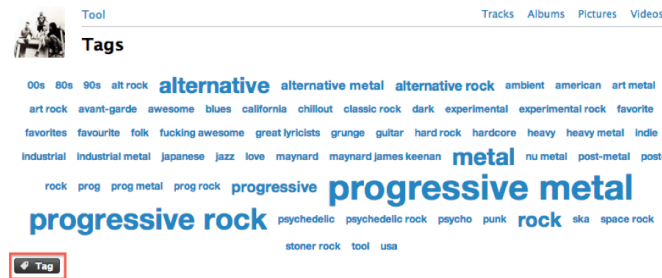 Tool
Tracks Albums Pictures Videos
Tags
00s 80s 90s alt rock alternative alternative metal alternative rock ambient american art metal
art rock avant-garde awesome blues california chillout classic rock dark experimental experimental rock favorite
favorites favourite folk fucking awesome great lyricists grunge guitar hard rock hardcore heavy heavy metal indie
industrial industrial metal japanese jazz love maynard maynard james keenan metal nu metal post-metal post
rock prog prog metal prog rock progressive progressive metal
progressive rock psychedelic psychedelic rock psycho punk rock ska space rock
stoner rock tool usa
Tag